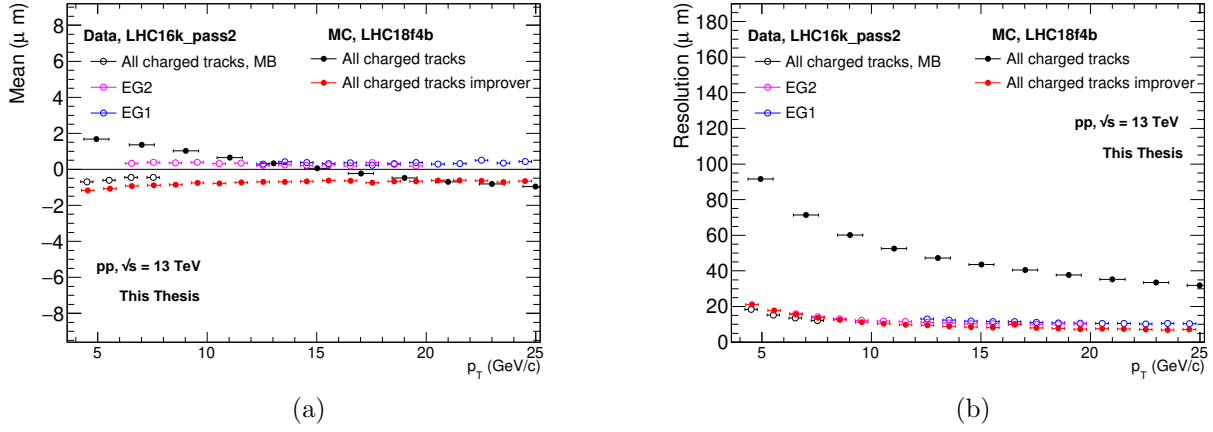 Mean (μ m)
8
6
4
2
0
−2
−4
−6
−8
Data, LHC16k_pass2
All charged tracks, MB
EG2
EG1
MC, LHC18f4b
All charged tracks
All charged tracks improver
pp, √s = 13 TeV
This Thesis
5
10
15
20
25
p_T (GeV/c)
(a)
Resolution (μ m)
180
160
140
120
100
80
60
40
20
0
Data, LHC16k_pass2
All charged tracks, MB
EG2
EG1
MC, LHC18f4b
All charged tracks
All charged tracks improver
pp, √s = 13 TeV
This Thesis
5
10
15
20
25
p_T (GeV/c)
(b)